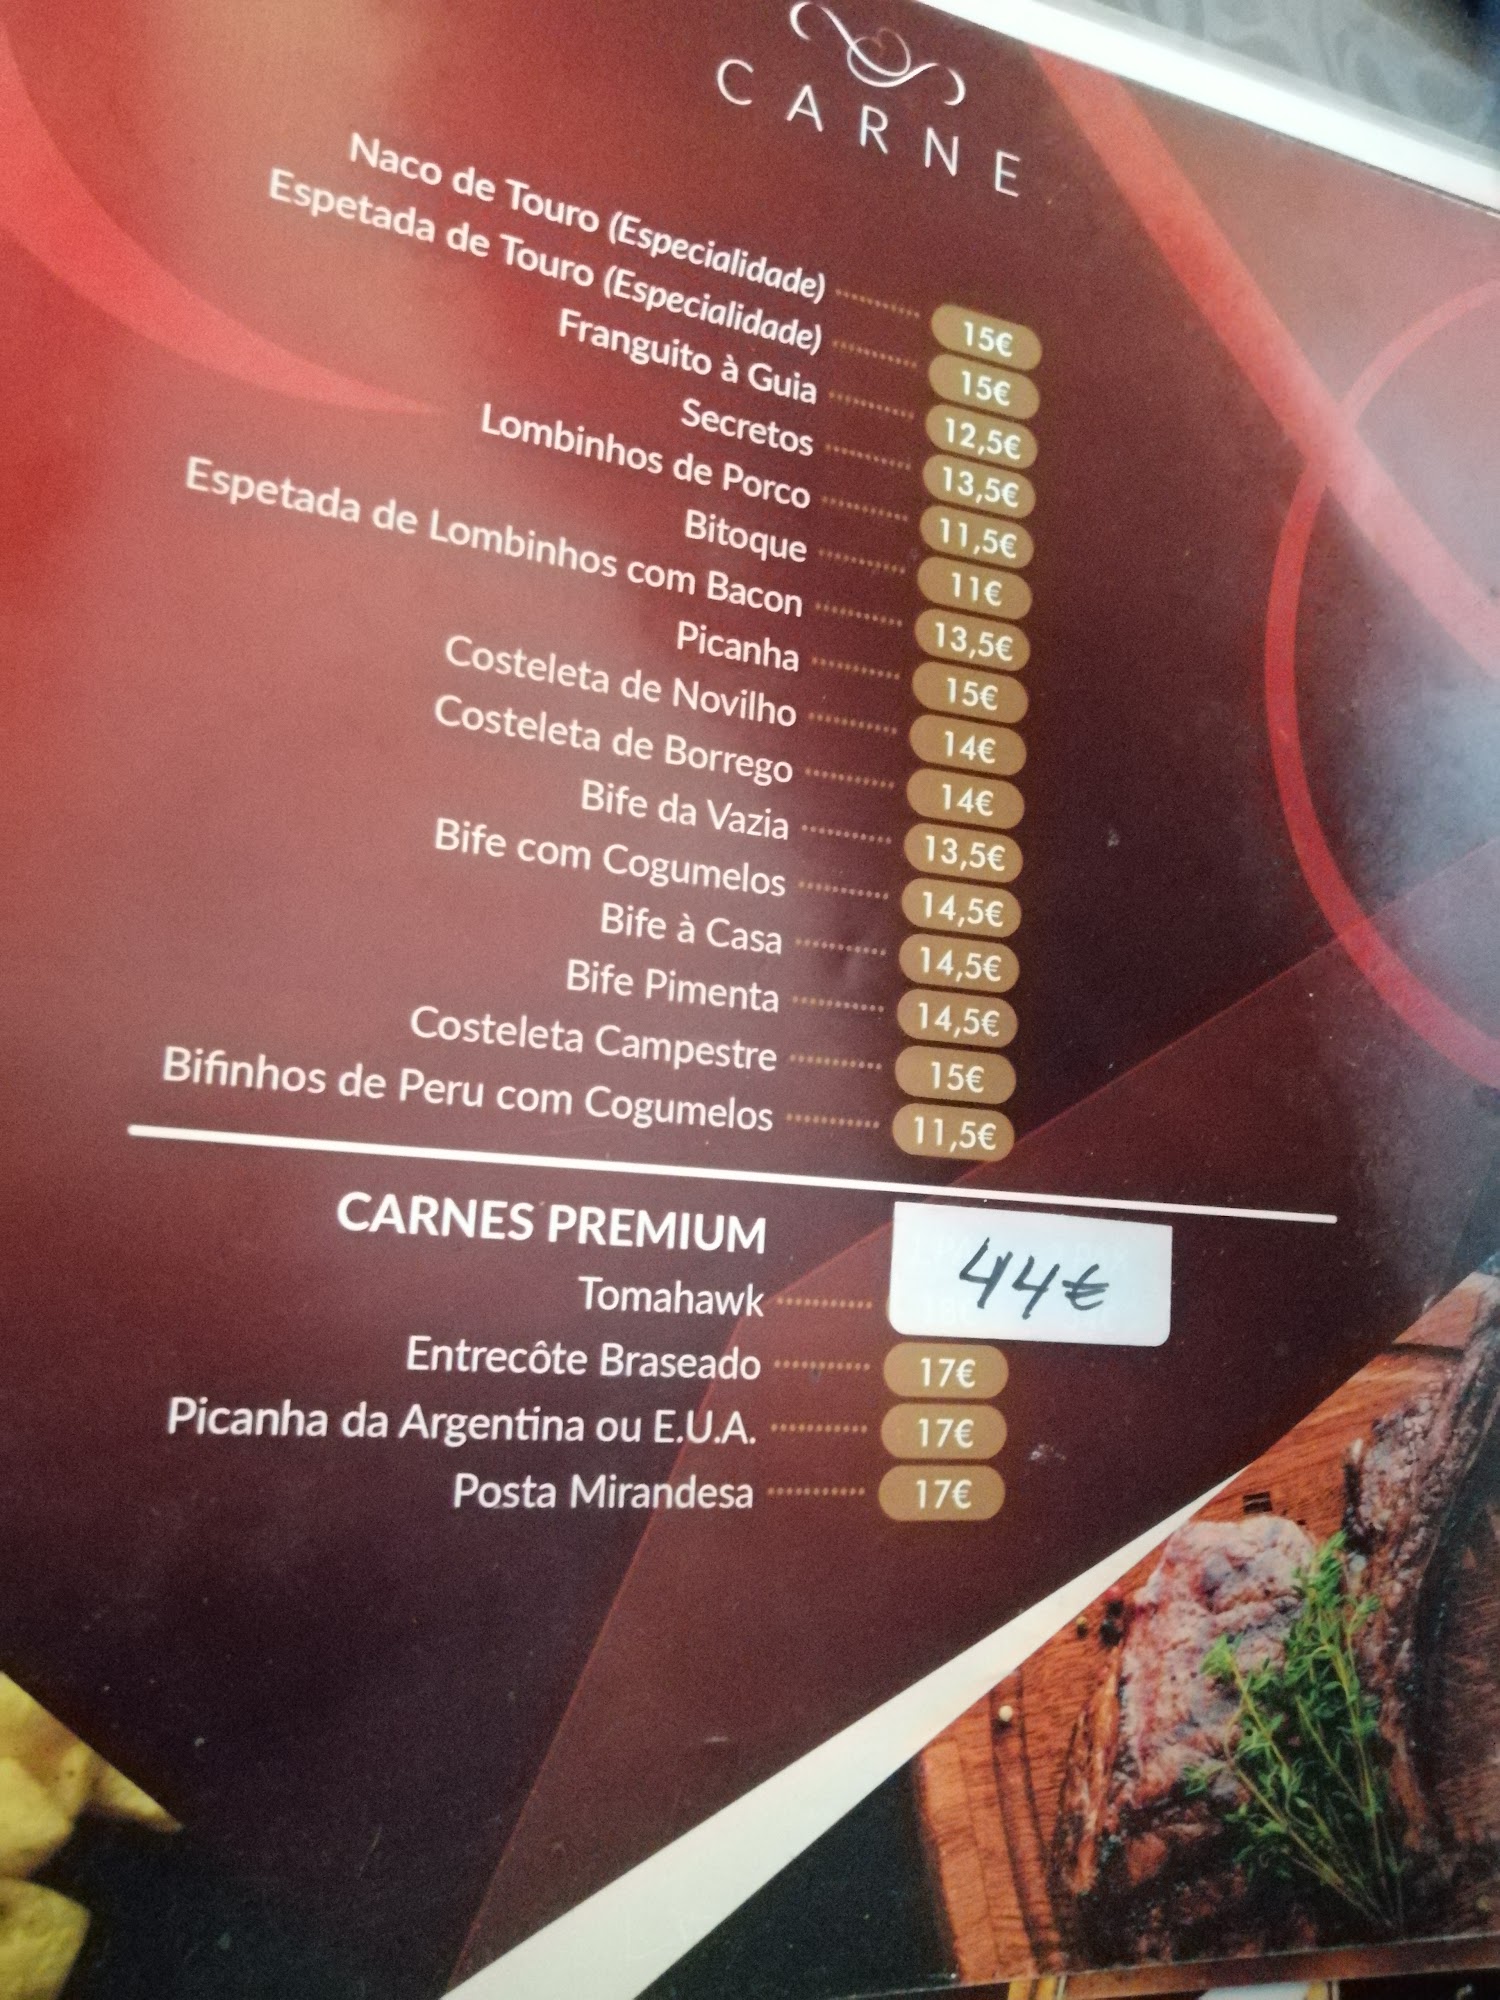 CARNE
Naco de Touro (Especialidade) 15€
Espetada de Touro (Especialidade) 15€
Franguito à Guia 12,5€
Secretos 13,5€
Lombinhos de Porco 11,5€
Bitoque 11€
Espetada de Lombinhos com Bacon 13,5€
Picanha 15€
Costeleta de Novilho 14€
Costeleta de Borrego 14€
Bife da Vazia 13,5€
Bife com Cogumelos 14,5€
Bife à Casa 14,5€
Bife Pimenta 14,5€
Costeleta Campestre 15€
Bifinhos de Peru com Cogumelos 11,5€
CARNES PREMIUM
Tomahawk 44€
Entrecôte Braseado 17€
Picanha da Argentina ou E.U.A. 17€
Posta Mirandesa 17€